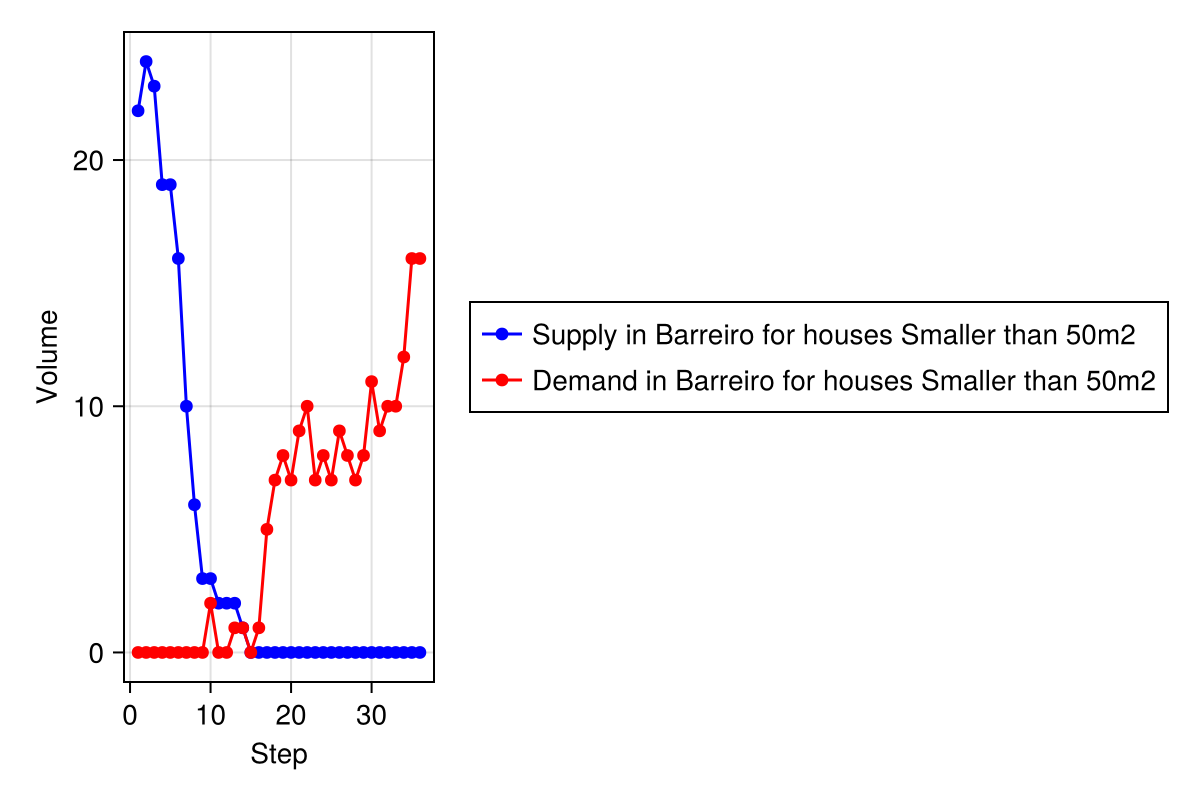 20
10
0
Volume
0 10 20 30
Step
Supply in Barreiro for houses Smaller than 50m2
Demand in Barreiro for houses Smaller than 50m2